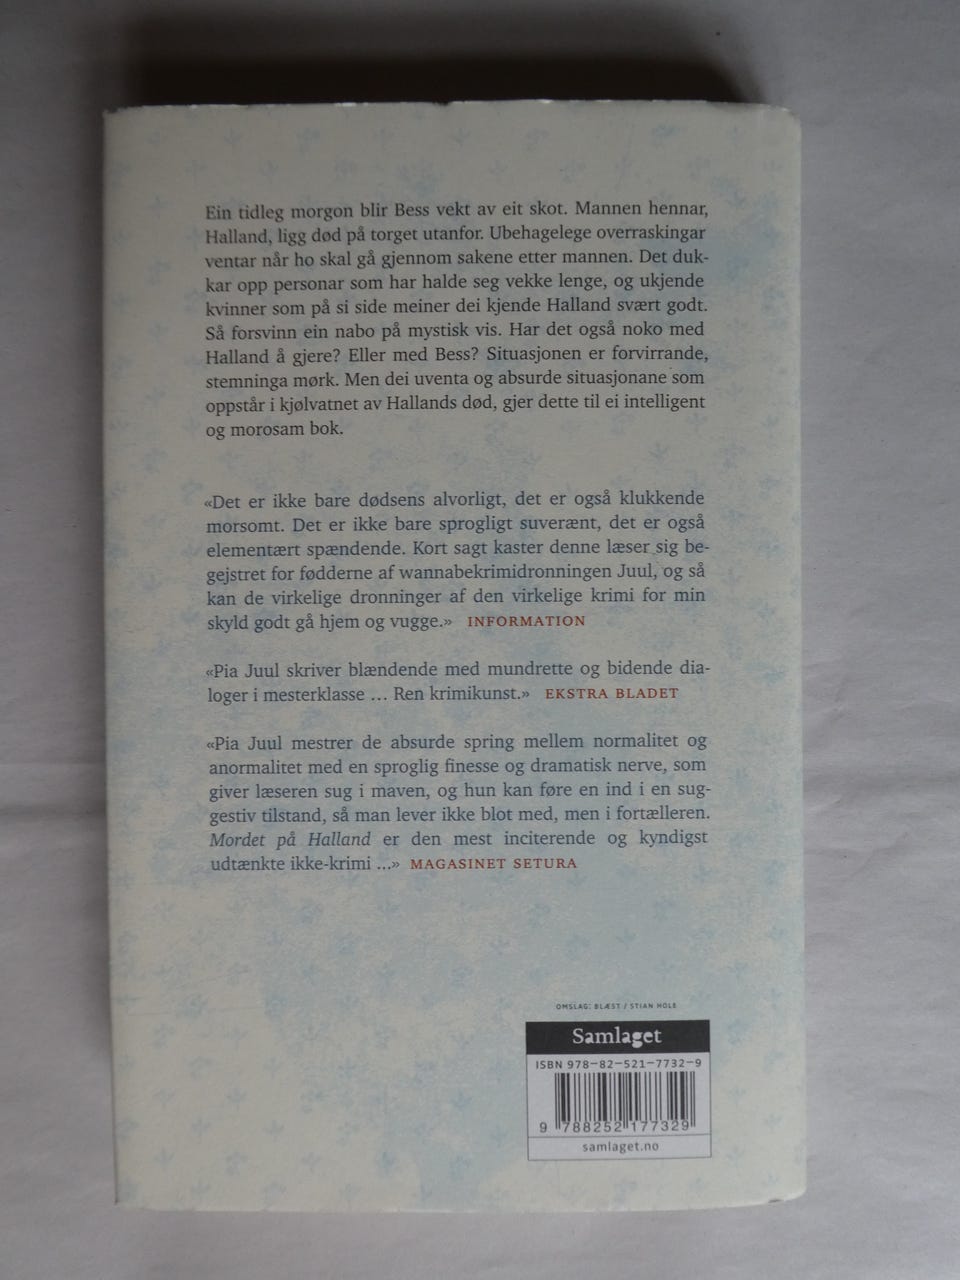 Ein tidleg morgon blir Bess vekt av eit skot. Mannen hennar,
Halland, ligg død på torget utanfor. Ubehagelege overraskingar
ventar når ho skal gå gjennom sakene etter mannen. Det duk-
kar opp personar som har halde seg vekke lenge, og ukjende
kvinner som på si side meiner dei kjende Halland svært godt.
Så forsvinn ein nabo på mystisk vis. Har det også noko med
Halland å gjere? Eller med Bess? Situasjonen er forvirrande,
stemninga mørk. Men dei uventa og absurde situasjonane som
oppstår i kjølvatnet av Hallands død, gjer dette til ei intelligent
og morosam bok.
«Det er ikke bare dødsens alvorligt, det er også klukkende
morsomt. Det er ikke bare sprogligt suverænt, det er også
elementært spændende. Kort sagt kaster denne læser sig be-
gejstret for fødderne af wannabekrimidronningen Juul, og så
kan de virkelige dronninger af den virkelige krimi for min
skyld godt gå hjem og vugge.» INFORMATION
«Pia Juul skriver blændende med mundrette og bidende dia-
loger i mesterklasse ... Ren krimikunst.» EKSTRA BLADET
«Pia Juul mestrer de absurde spring mellem normalitet og
anormalitet med en sproglig finesse og dramatisk nerve, som
giver læseren sug i maven, og hun kan føre en ind i en sug-
gestiv tilstand, så man lever ikke blot med, men i fortælleren.
Mordet på Halland er den mest inciterende og kyndigst
udtænkte ikke-krimi ...» MAGASINET SETURA
OMSLAG: BLÆST / STIAN HOLE
Samlaget
ISBN 978-82-521-7732-9
9 788252 177329
samlaget.no